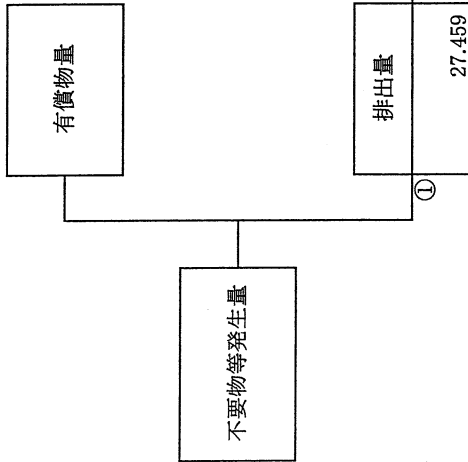 不要物等発生量
有償物量
①
排出量
27.459